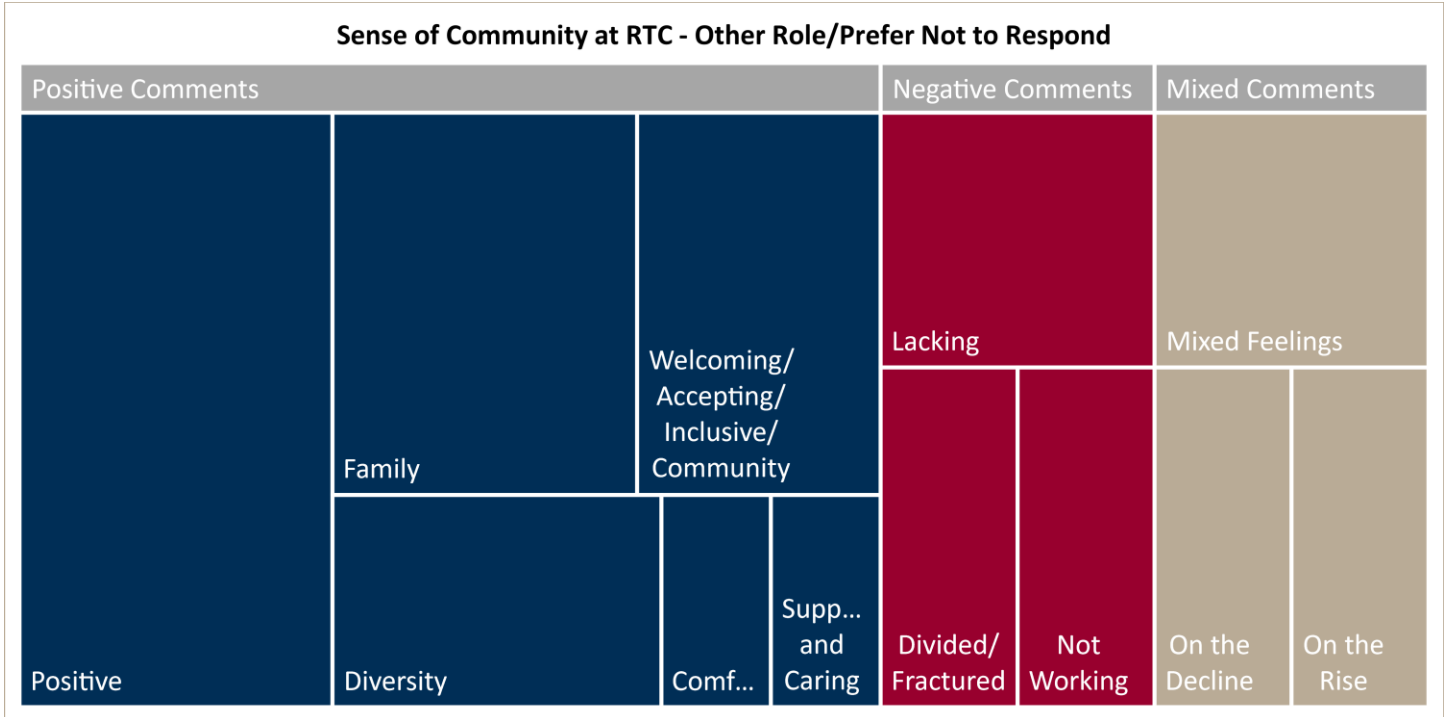 Sense of Community at RTC - Other Role/Prefer Not to Respond
Positive Comments
Negative Comments
Mixed Comments
Positive
Family
Welcoming/
Accepting/
Inclusive/
Community
Diversity
Comf...
Supp...
and
Caring
Lacking
Divided/
Fractured
Not
Working
Mixed Feelings
On the
Decline
On the
Rise